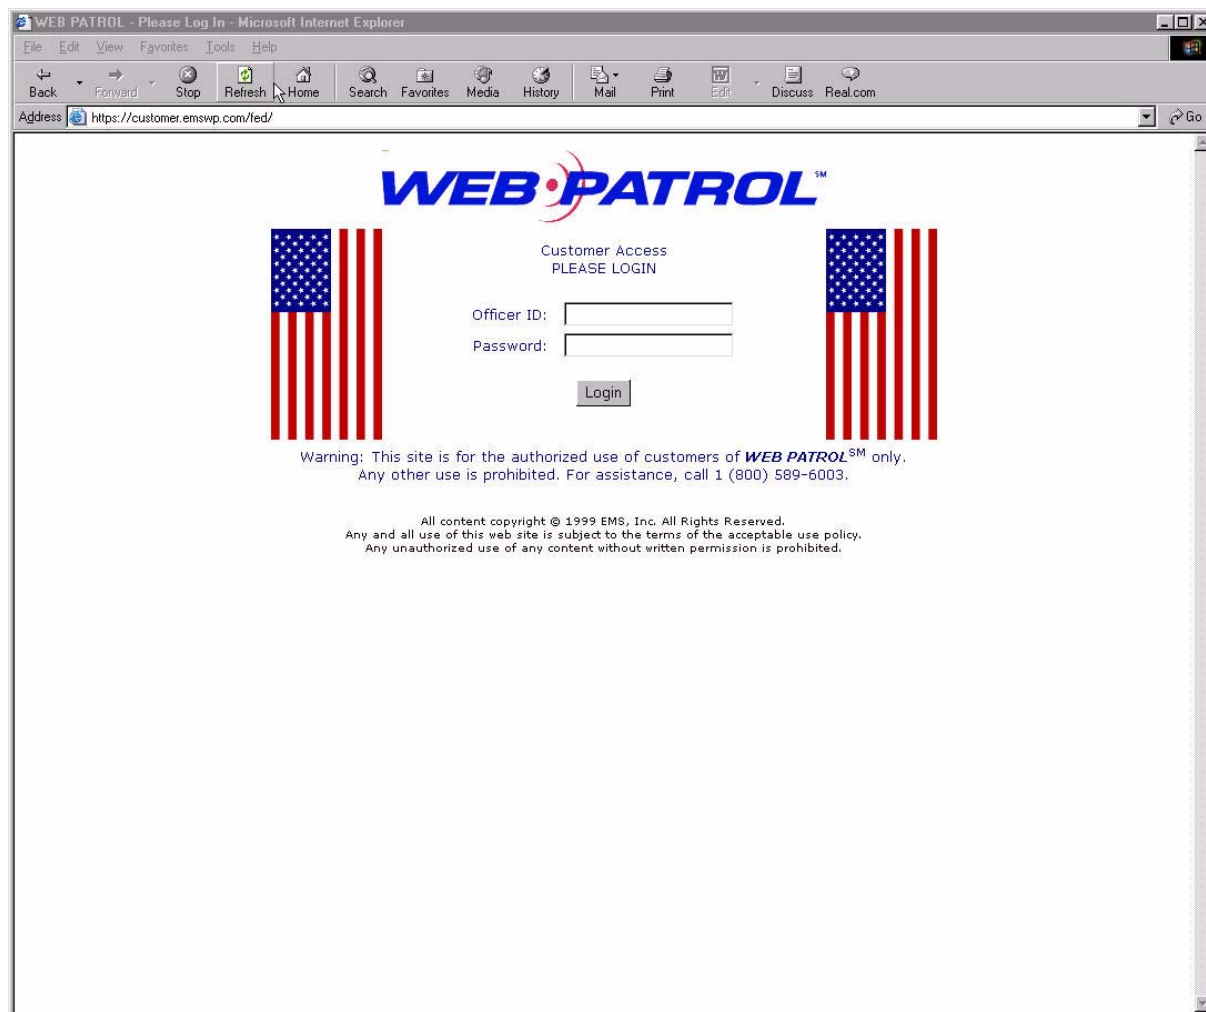 WEB PATROL - Please Log In - Microsoft Internet Explorer
File Edit View Favorites Tools Help
Back Forward Stop Refresh Home Search Favorites Media History Mail Print Edit Discuss Real.com
Address https://customer.emswp.com/fed/ Go
WEB PATROL SM
Customer Access
PLEASE LOGIN
Officer ID:
Password:
Login
Warning: This site is for the authorized use of customers of WEB PATROL SM only.
Any other use is prohibited. For assistance, call 1 (800) 589-6003.
All content copyright © 1999 EMS, Inc. All Rights Reserved.
Any and all use of this web site is subject to the terms of the acceptable use policy.
Any unauthorized use of any content without written permission is prohibited.